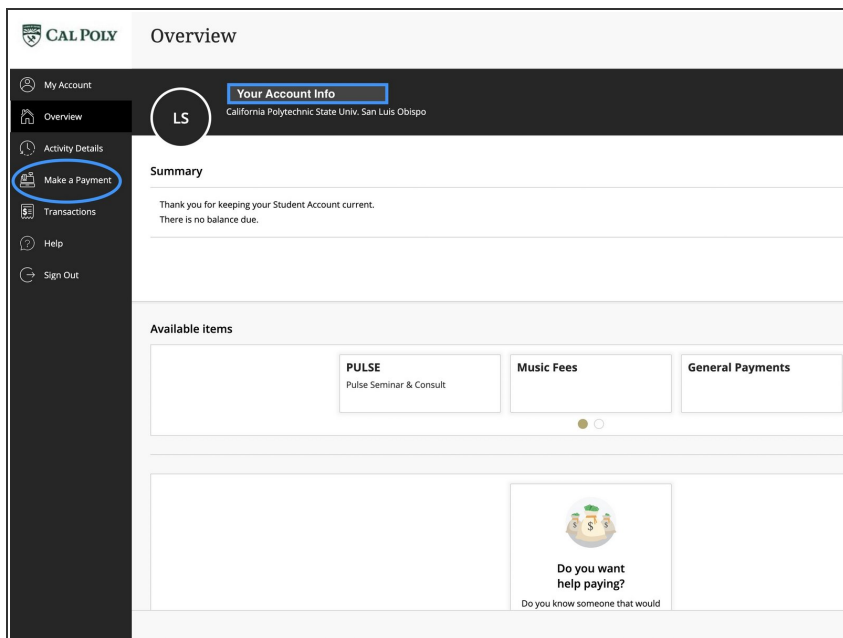 CAL POLY
Overview
My Account
Overview
Activity Details
Make a Payment
Transactions
Help
Sign Out
LS
Your Account Info
California Polytechnic State Univ. San Luis Obispo
Summary
Thank you for keeping your Student Account current.
There is no balance due.
Available items
PULSE
Pulse Seminar & Consult
Music Fees
General Payments
Do you want
help paying?
Do you know someone that would